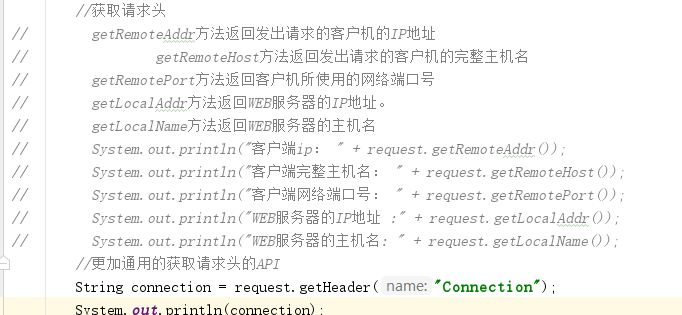 //获取请求头
//      getRemoteAddr方法返回发出请求的客户机的IP地址
//              getRemoteHost方法返回发出请求的客户机的完整主机名
//      getRemotePort方法返回客户机所使用的网络端口号
//      getLocalAddr方法返回WEB服务器的IP地址。
//      getLocalName方法返回WEB服务器的主机名
//      System.out.println("客户端ip： " + request.getRemoteAddr());
//      System.out.println("客户端完整主机名： " + request.getRemoteHost());
//      System.out.println("客户端网络端口号： " + request.getRemotePort());
//      System.out.println("WEB服务器的IP地址 :" + request.getLocalAddr());
//      System.out.println("WEB服务器的主机名: " + request.getLocalName());
//更加通用的获取请求头的API
String connection = request.getHeader( name: "Connection");
System.out.println(connection);